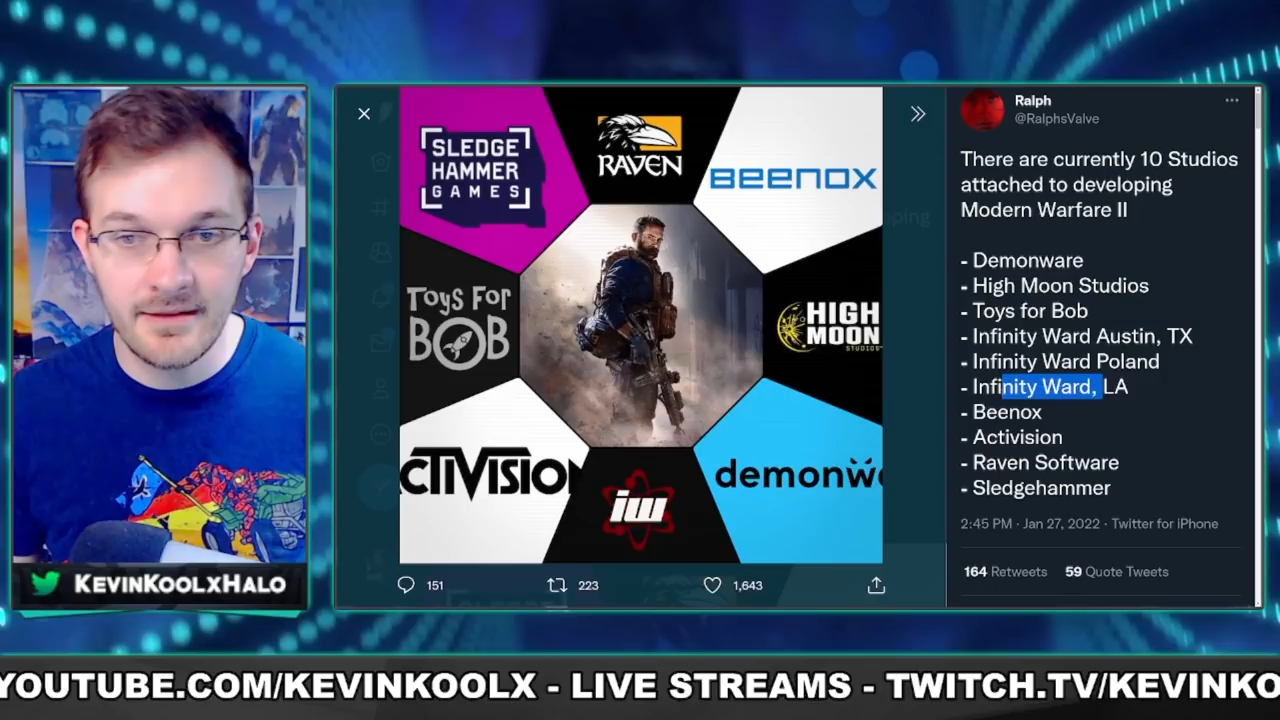 SLEDGE
HAMMER
GAMES
RAVEN
BEENOX
TOYS FOR
BOB
HIGH
MOON
STUDIOS
CTIVISION
iw
demonw
151
223
1,643
Ralph
@RalphsValve
There are currently 10 Studios
attached to developing
Modern Warfare II
- Demonware
- High Moon Studios
- Toys for Bob
- Infinity Ward Austin, TX
- Infinity Ward Poland
- Infinity Ward, LA
- Beenox
- Activision
- Raven Software
- Sledgehammer
2:45 PM · Jan 27, 2022 · Twitter for iPhone
164 Retweets 59 Quote Tweets
KEVINKOOLXHALO
YOUTUBE.COM/KEVINKOOLX - LIVE STREAMS - TWITCH.TV/KEVINKO